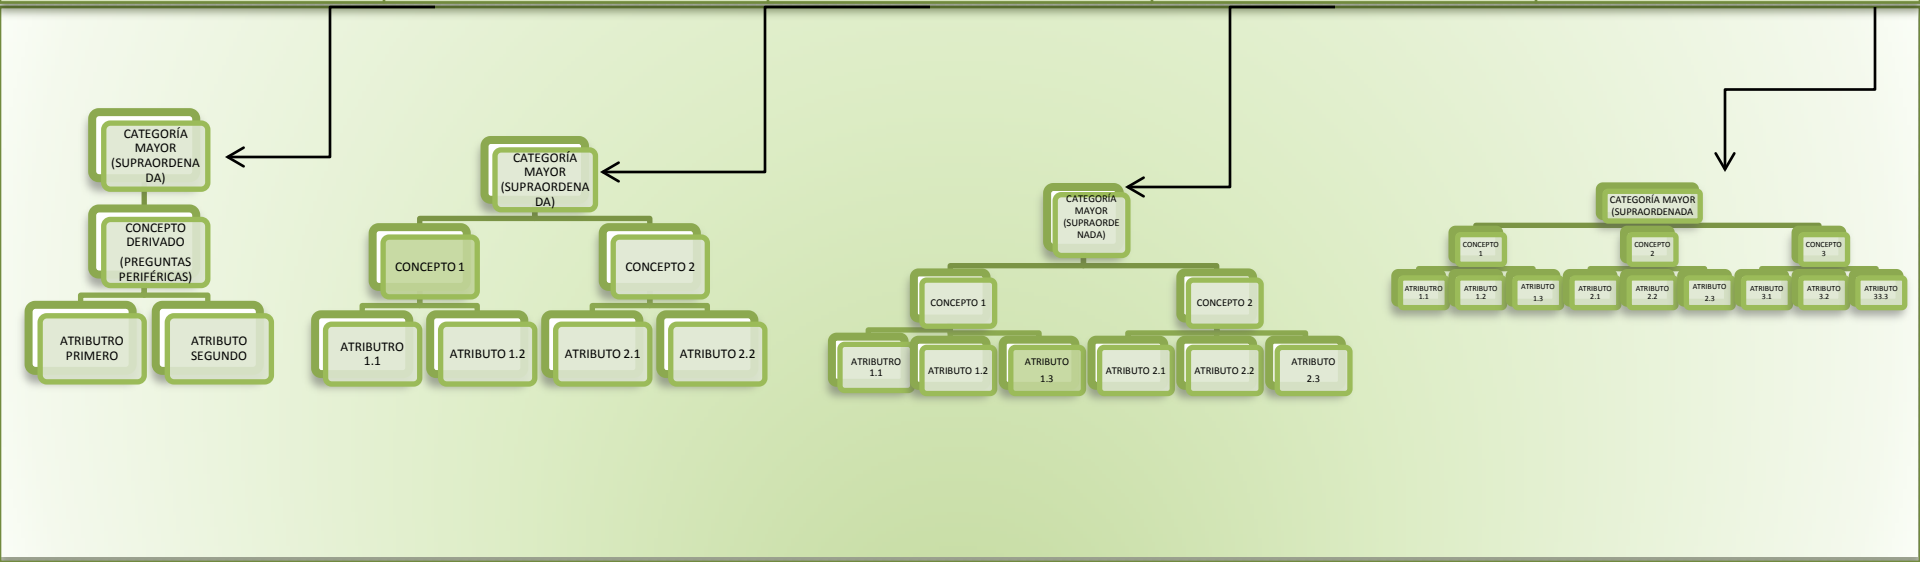 CATEGORÍA
MAYOR
(SUPRAORDENA
DA)
CONCEPTO
DERIVADO
(PREGUNTAS
PERIFÉRICAS)
ATRIBUTRO
PRIMERO
ATRIBUTO
SEGUNDO
CATEGORÍA
MAYOR
(SUPRAORDENA
DA)
CONCEPTO 1
CONCEPTO 2
ATRIBUTRO
1.1
ATRIBUTO 1.2
ATRIBUTO 2.1
ATRIBUTO 2.2
CATEGORÍA
MAYOR
(SUPRAORDE
NADA)
CONCEPTO 1
CONCEPTO 2
ATRIBUTRO
1.1
ATRIBUTO 1.2
ATRIBUTO
1.3
ATRIBUTO 2.1
ATRIBUTO 2.2
ATRIBUTO
2.3
CATEGORÍA MAYOR
(SUPRAORDENADA
CONCEPTO
1
CONCEPTO
2
CONCEPTO
3
ATRIBUTRO
1.1
ATRIBUTO
1.2
ATRIBUTO
1.3
ATRIBUTO
2.1
ATRIBUTO
2.2
ATRIBUTO
2.3
ATRIBUTO
3.1
ATRIBUTO
3.2
ATRIBUTO
33.3